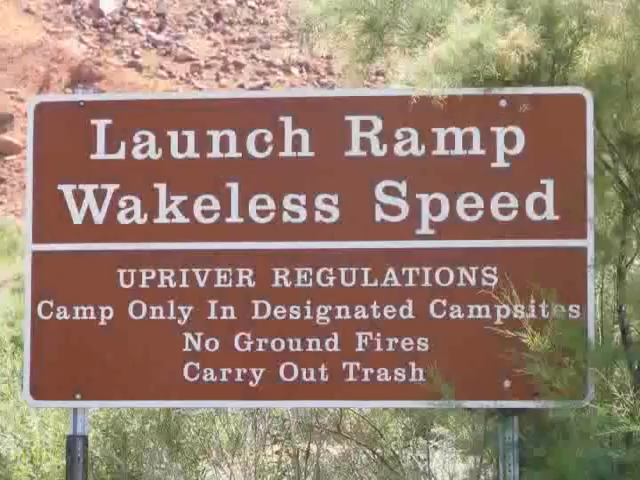 Launch Ramp
Wakeless Speed
UPRIVER REGULATIONS
Camp Only In Designated Campsites
No Ground Fires
Carry Out Trash